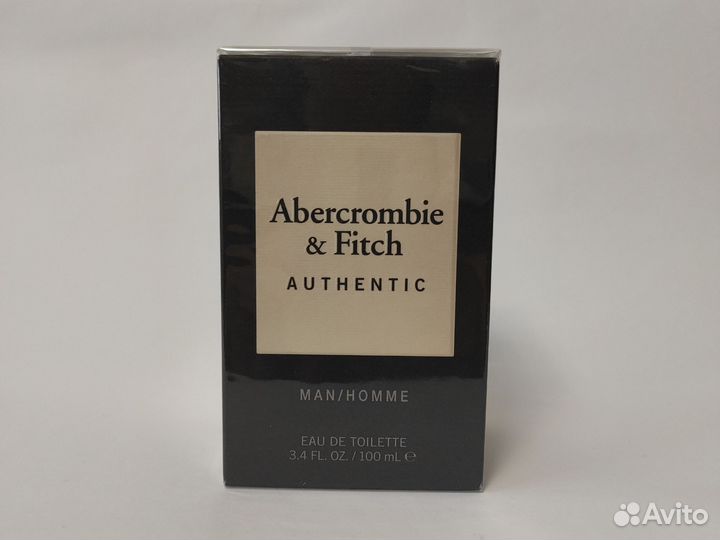 Abercrombie
& Fitch
AUTHENTIC
MAN/HOMME
EAU DE TOILETTE
3.4 FL. OZ. / 100 mL ℮
Avito